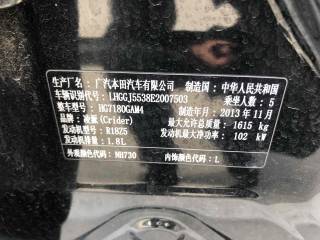 生产厂名：广汽本田汽车有限公司 制造国：中华人民共和国
车辆识别代号：LHGGJ5538E2007503 乘坐人数：5
整车型号：HG7180GAM4 制造年月：2013年11月
品牌：凌派(Crider) 最大允许总质量：1615 kg
发动机型号：R18Z5 发动机最大净功率：102 kW
发动机排量：1.8L
外观颜色代码：NH730 内饰颜色代码：L